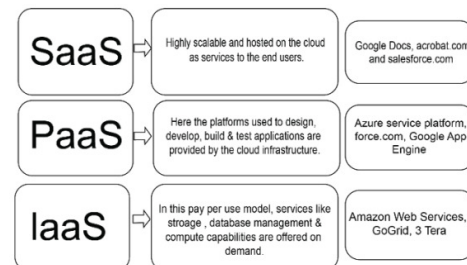 SaaS
Highly scalable and hosted on the cloud
as services to the end users.
Google Docs, acrobat.com
and salesforce.com
PaaS
Here the platforms used to design,
develop, build & test applications are
provided by the cloud infrastructure.
Azure service platform,
force.com, Google App
Engine
IaaS
In this pay per use model, services like
stroage , database management &
compute capabilities are offered on
demand.
Amazon Web Services,
GoGrid, 3 Tera